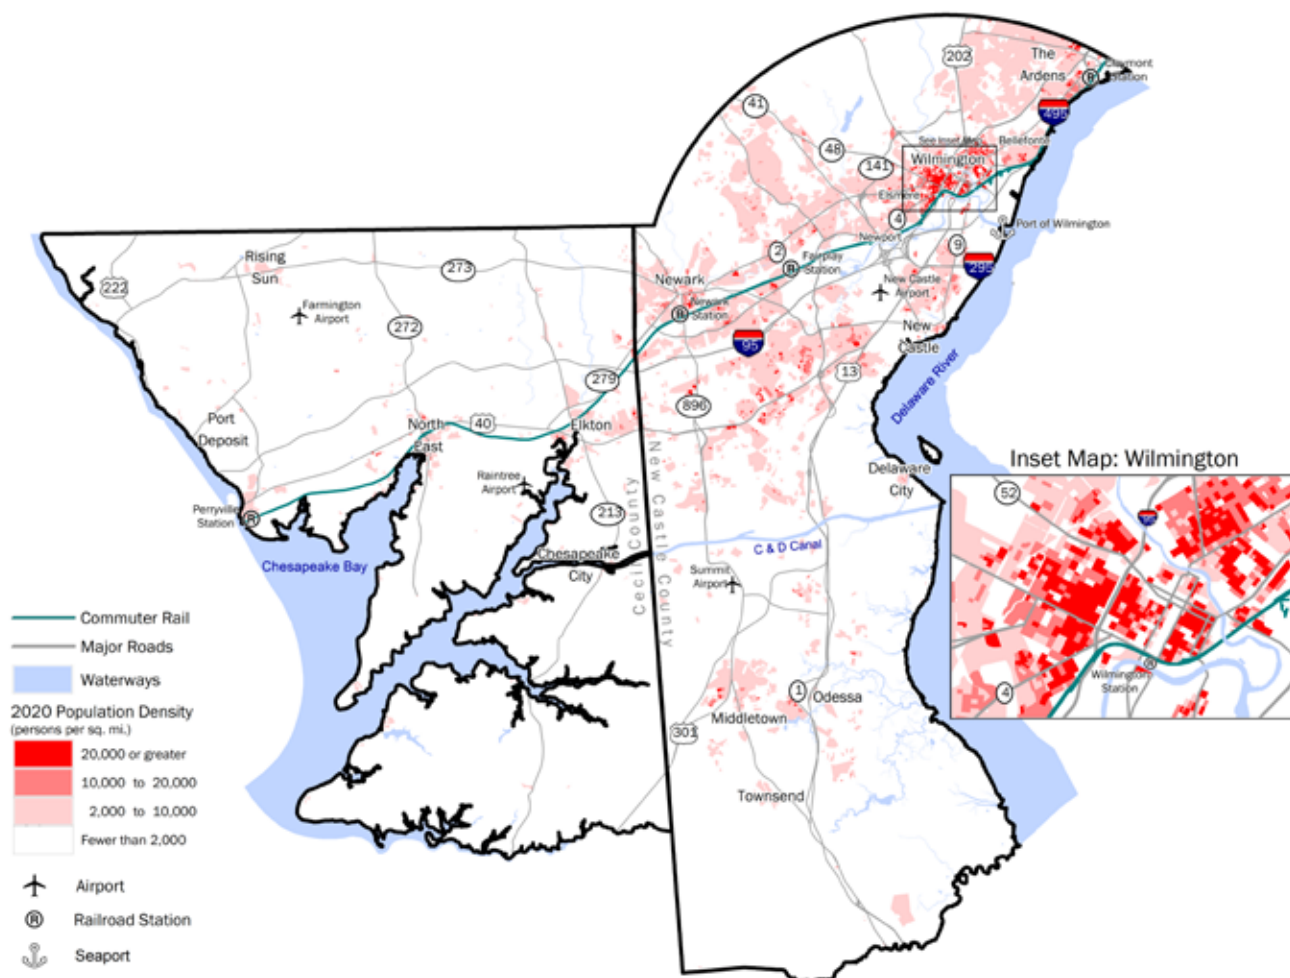 The
Ardens
Claymont
Station
202
41
495
48
141
See Inset Map
Bellefonte
Wilmington
Elsmere
4
Port of Wilmington
Newport
9
2
Fairplay
Station
295
Rising
Sun
273
222
Newark
New Castle
Airport
Farmington
Airport
Newark
Station
272
New
Castle
95
13
279
Delaware River
896
Port
Deposit
North
East
40
Elkton
Inset Map: Wilmington
Delaware
City
52
95
Raintree
Airport
Perryville
Station
213
Cecil County
New Castle County
C & D Canal
Chesapeake
City
Chesapeake Bay
Summit
Airport
Commuter Rail
Major Roads
Waterways
Wilmington
Station
4
1
Odessa
Middletown
301
2020 Population Density
(persons per sq. mi.)
20,000 or greater
10,000 to 20,000
2,000 to 10,000
Fewer than 2,000
Townsend
Airport
R
Railroad Station
Seaport